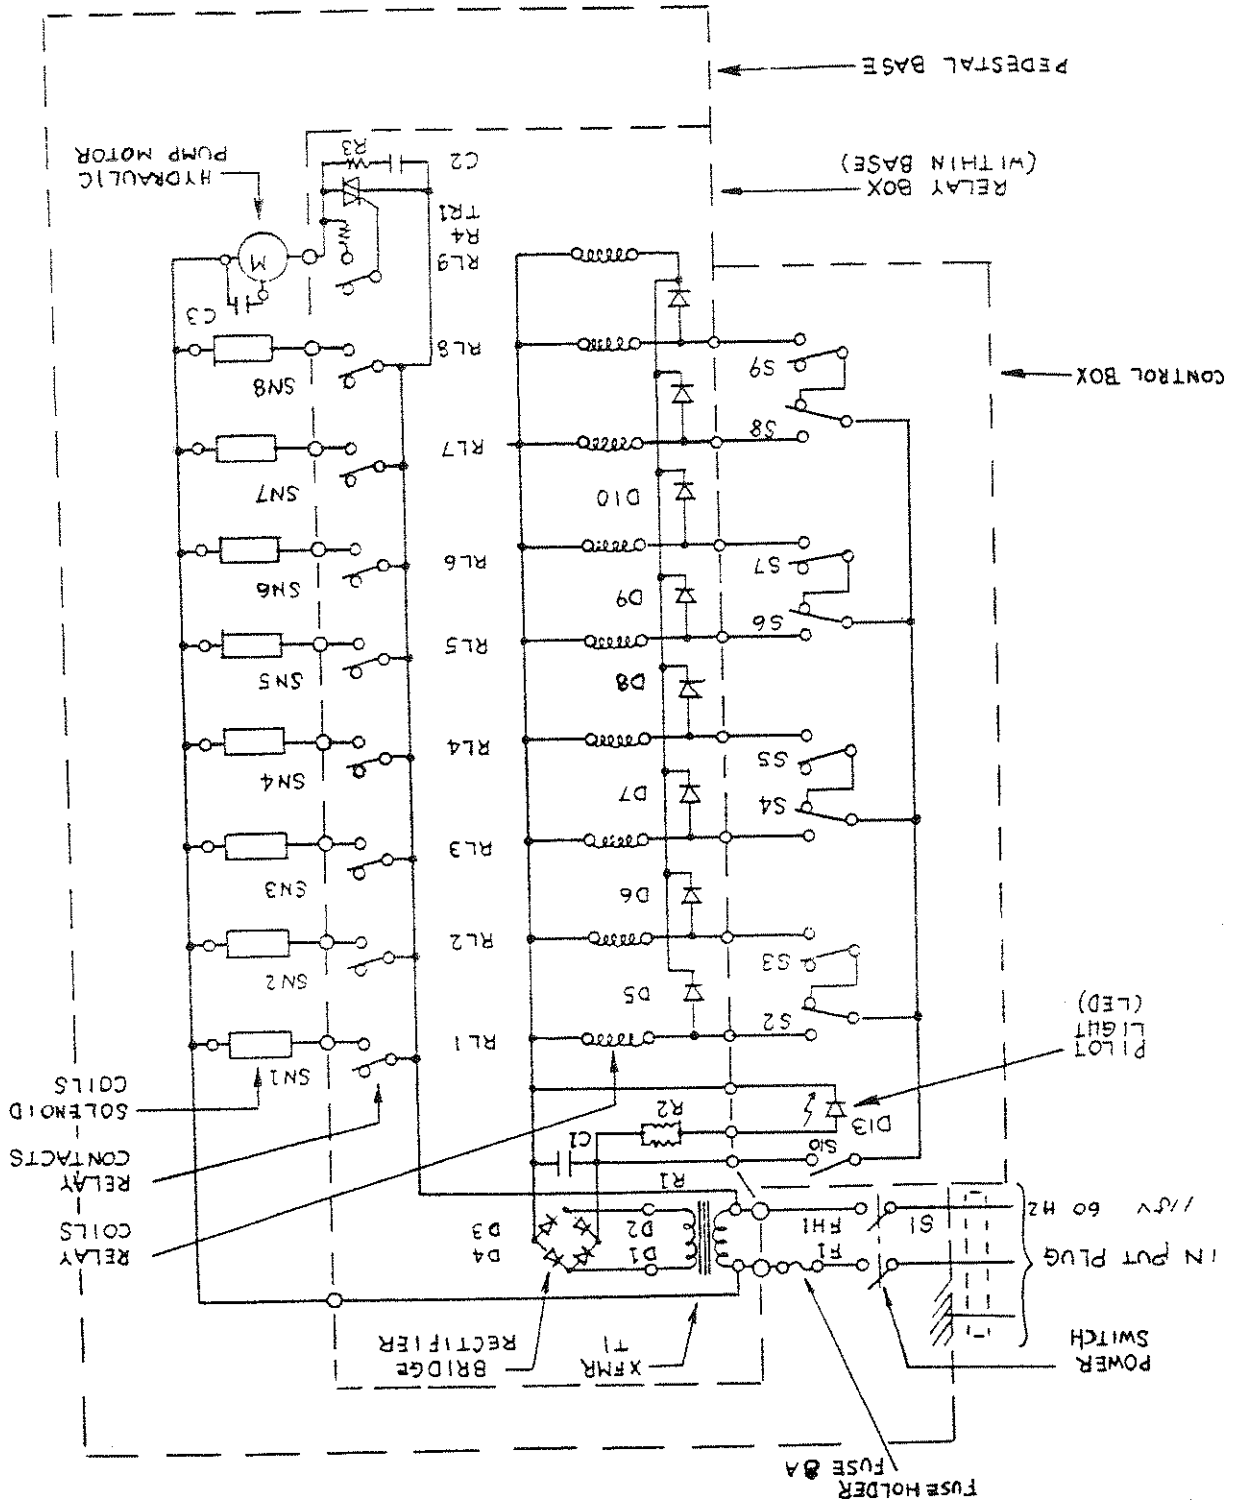 FUSE HOLDER
FUSE 8A
POWER
SWITCH
XFMR
T1
BRIDGE
RECTIFIER
IN PUT PLUG
115V 60 HZ
S1
F1
FH1
D1
D2
D4
D3
RELAY
COILS
R1
S10
C1
R2
D13
PILOT
LIGHT
(LED)
RELAY
CONTACTS
SOLENOID
COILS
S2
RL1
SN1
D5
S3
RL2
SN2
D6
S4
RL3
SN3
D7
S5
RL4
SN4
D8
S6
RL5
SN5
D9
S7
RL6
SN6
D10
S8
RL7
SN7
S9
RL8
SN8
CONTROL BOX
C3
RL9
R4
TR1
M
C2
R3
HYDRAULIC
PUMP MOTOR
RELAY BOX
(WITHIN BASE)
PEDESTAL BASE